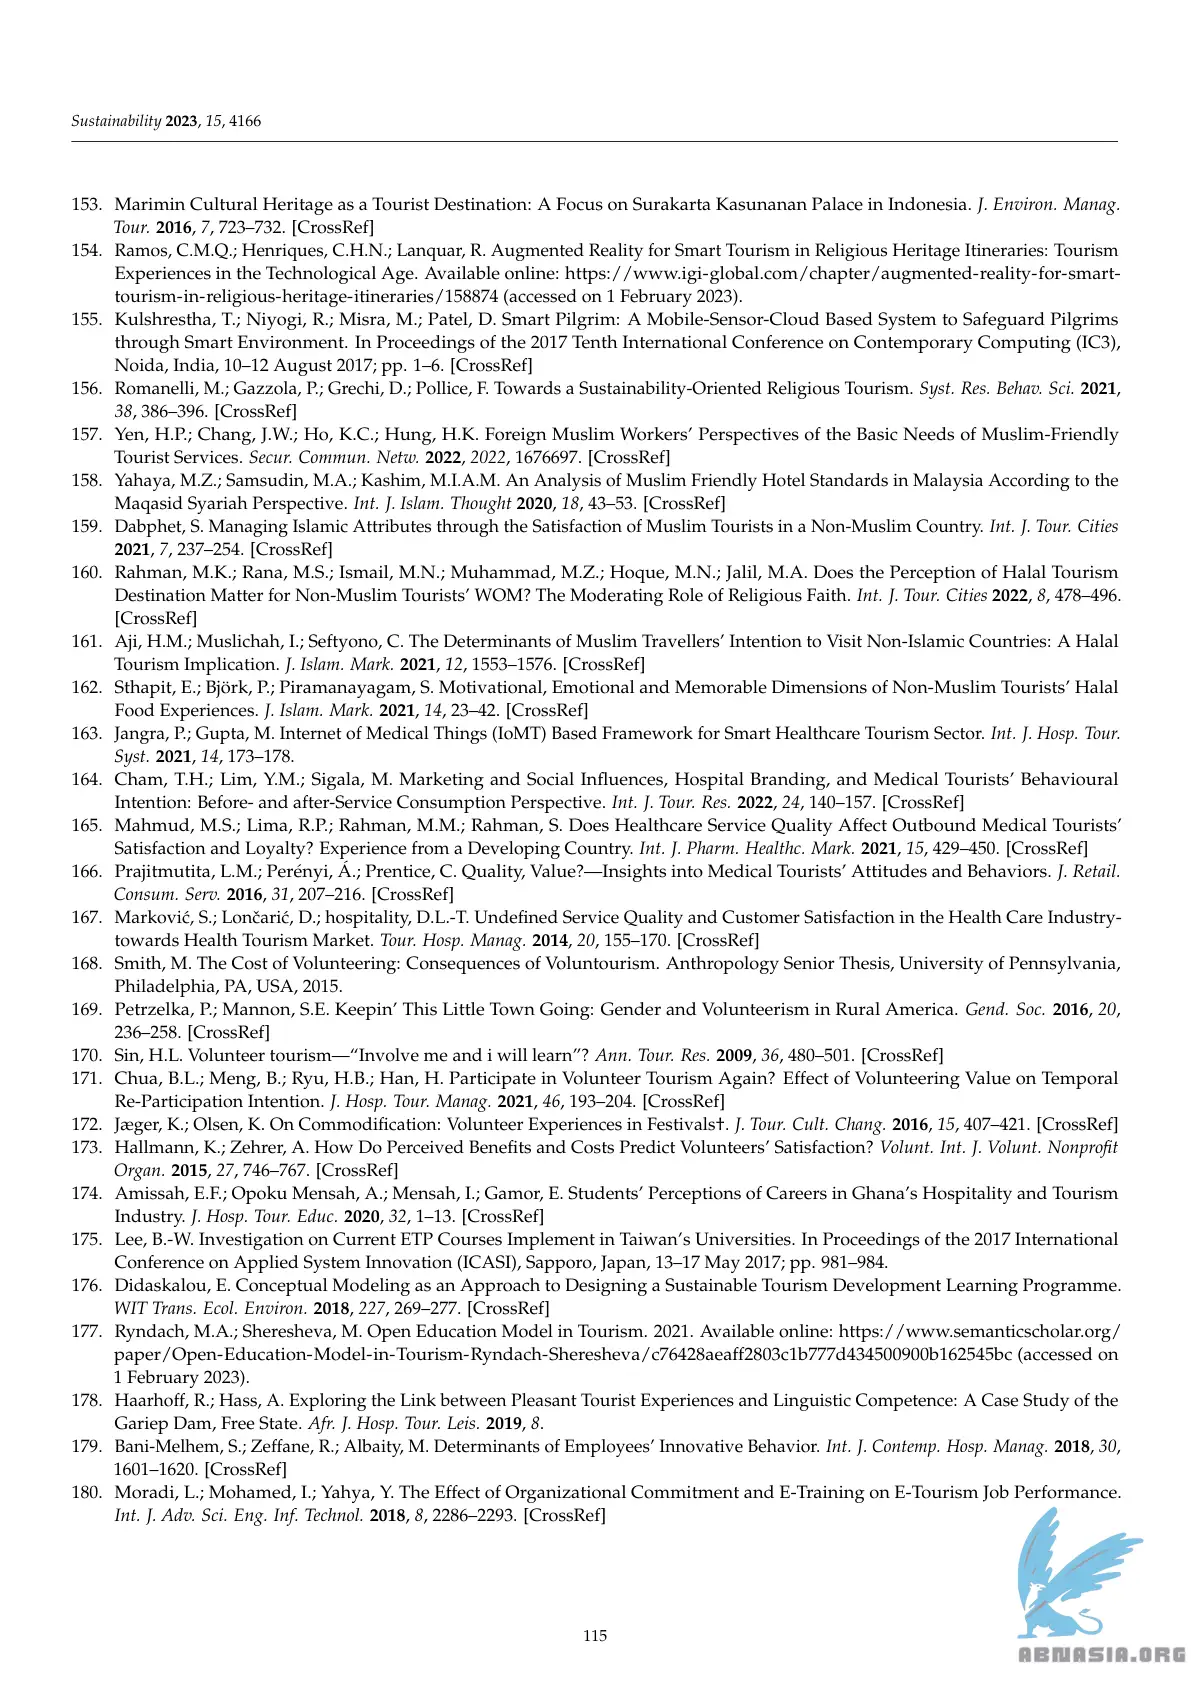 Sustainability 2023, 15, 4166
153. Marimin Cultural Heritage as a Tourist Destination: A Focus on Surakarta Kasunanan Palace in Indonesia. J. Environ. Manag.
Tour. 2016, 7, 723–732. [CrossRef]
154. Ramos, C.M.Q.; Henriques, C.H.N.; Lanquar, R. Augmented Reality for Smart Tourism in Religious Heritage Itineraries: Tourism
Experiences in the Technological Age. Available online: https://www.igi-global.com/chapter/augmented-reality-for-smart-
tourism-in-religious-heritage-itineraries/158874 (accessed on 1 February 2023).
155. Kulshrestha, T.; Niyogi, R.; Misra, M.; Patel, D. Smart Pilgrim: A Mobile-Sensor-Cloud Based System to Safeguard Pilgrims
through Smart Environment. In Proceedings of the 2017 Tenth International Conference on Contemporary Computing (IC3),
Noida, India, 10–12 August 2017; pp. 1–6. [CrossRef]
156. Romanelli, M.; Gazzola, P.; Grechi, D.; Pollice, F. Towards a Sustainability-Oriented Religious Tourism. Syst. Res. Behav. Sci. 2021,
38, 386–396. [CrossRef]
157. Yen, H.P.; Chang, J.W.; Ho, K.C.; Hung, H.K. Foreign Muslim Workers’ Perspectives of the Basic Needs of Muslim-Friendly
Tourist Services. Secur. Commun. Netw. 2022, 2022, 1676697. [CrossRef]
158. Yahaya, M.Z.; Samsudin, M.A.; Kashim, M.I.A.M. An Analysis of Muslim Friendly Hotel Standards in Malaysia According to the
Maqasid Syariah Perspective. Int. J. Islam. Thought 2020, 18, 43–53. [CrossRef]
159. Dabphet, S. Managing Islamic Attributes through the Satisfaction of Muslim Tourists in a Non-Muslim Country. Int. J. Tour. Cities
2021, 7, 237–254. [CrossRef]
160. Rahman, M.K.; Rana, M.S.; Ismail, M.N.; Muhammad, M.Z.; Hoque, M.N.; Jalil, M.A. Does the Perception of Halal Tourism
Destination Matter for Non-Muslim Tourists’ WOM? The Moderating Role of Religious Faith. Int. J. Tour. Cities 2022, 8, 478–496.
[CrossRef]
161. Aji, H.M.; Muslichah, I.; Seftyono, C. The Determinants of Muslim Travellers’ Intention to Visit Non-Islamic Countries: A Halal
Tourism Implication. J. Islam. Mark. 2021, 12, 1553–1576. [CrossRef]
162. Sthapit, E.; Björk, P.; Piramanayagam, S. Motivational, Emotional and Memorable Dimensions of Non-Muslim Tourists’ Halal
Food Experiences. J. Islam. Mark. 2021, 14, 23–42. [CrossRef]
163. Jangra, P.; Gupta, M. Internet of Medical Things (IoMT) Based Framework for Smart Healthcare Tourism Sector. Int. J. Hosp. Tour.
Syst. 2021, 14, 173–178.
164. Cham, T.H.; Lim, Y.M.; Sigala, M. Marketing and Social Influences, Hospital Branding, and Medical Tourists’ Behavioural
Intention: Before- and after-Service Consumption Perspective. Int. J. Tour. Res. 2022, 24, 140–157. [CrossRef]
165. Mahmud, M.S.; Lima, R.P.; Rahman, M.M.; Rahman, S. Does Healthcare Service Quality Affect Outbound Medical Tourists’
Satisfaction and Loyalty? Experience from a Developing Country. Int. J. Pharm. Healthc. Mark. 2021, 15, 429–450. [CrossRef]
166. Prajitmutita, L.M.; Perényi, Á.; Prentice, C. Quality, Value?—Insights into Medical Tourists’ Attitudes and Behaviors. J. Retail.
Consum. Serv. 2016, 31, 207–216. [CrossRef]
167. Marković, S.; Lončarić, D.; hospitality, D.L.-T. Undefined Service Quality and Customer Satisfaction in the Health Care Industry-
towards Health Tourism Market. Tour. Hosp. Manag. 2014, 20, 155–170. [CrossRef]
168. Smith, M. The Cost of Volunteering: Consequences of Voluntourism. Anthropology Senior Thesis, University of Pennsylvania,
Philadelphia, PA, USA, 2015.
169. Petrzelka, P.; Mannon, S.E. Keepin’ This Little Town Going: Gender and Volunteerism in Rural America. Gend. Soc. 2016, 20,
236–258. [CrossRef]
170. Sin, H.L. Volunteer tourism—“Involve me and i will learn”? Ann. Tour. Res. 2009, 36, 480–501. [CrossRef]
171. Chua, B.L.; Meng, B.; Ryu, H.B.; Han, H. Participate in Volunteer Tourism Again? Effect of Volunteering Value on Temporal
Re-Participation Intention. J. Hosp. Tour. Manag. 2021, 46, 193–204. [CrossRef]
172. Jæger, K.; Olsen, K. On Commodification: Volunteer Experiences in Festivals†. J. Tour. Cult. Chang. 2016, 15, 407–421. [CrossRef]
173. Hallmann, K.; Zehrer, A. How Do Perceived Benefits and Costs Predict Volunteers’ Satisfaction? Volunt. Int. J. Volunt. Nonprofit
Organ. 2015, 27, 746–767. [CrossRef]
174. Amissah, E.F.; Opoku Mensah, A.; Mensah, I.; Gamor, E. Students’ Perceptions of Careers in Ghana’s Hospitality and Tourism
Industry. J. Hosp. Tour. Educ. 2020, 32, 1–13. [CrossRef]
175. Lee, B.-W. Investigation on Current ETP Courses Implement in Taiwan’s Universities. In Proceedings of the 2017 International
Conference on Applied System Innovation (ICASI), Sapporo, Japan, 13–17 May 2017; pp. 981–984.
176. Didaskalou, E. Conceptual Modeling as an Approach to Designing a Sustainable Tourism Development Learning Programme.
WIT Trans. Ecol. Environ. 2018, 227, 269–277. [CrossRef]
177. Ryndach, M.A.; Sheresheva, M. Open Education Model in Tourism. 2021. Available online: https://www.semanticscholar.org/
paper/Open-Education-Model-in-Tourism-Ryndach-Sheresheva/c76428aeaff2803c1b777d434500900b162545bc (accessed on
1 February 2023).
178. Haarhoff, R.; Hass, A. Exploring the Link between Pleasant Tourist Experiences and Linguistic Competence: A Case Study of the
Gariep Dam, Free State. Afr. J. Hosp. Tour. Leis. 2019, 8.
179. Bani-Melhem, S.; Zeffane, R.; Albaity, M. Determinants of Employees’ Innovative Behavior. Int. J. Contemp. Hosp. Manag. 2018, 30,
1601–1620. [CrossRef]
180. Moradi, L.; Mohamed, I.; Yahya, Y. The Effect of Organizational Commitment and E-Training on E-Tourism Job Performance.
Int. J. Adv. Sci. Eng. Inf. Technol. 2018, 8, 2286–2293. [CrossRef]
115
ABNASIA.ORG